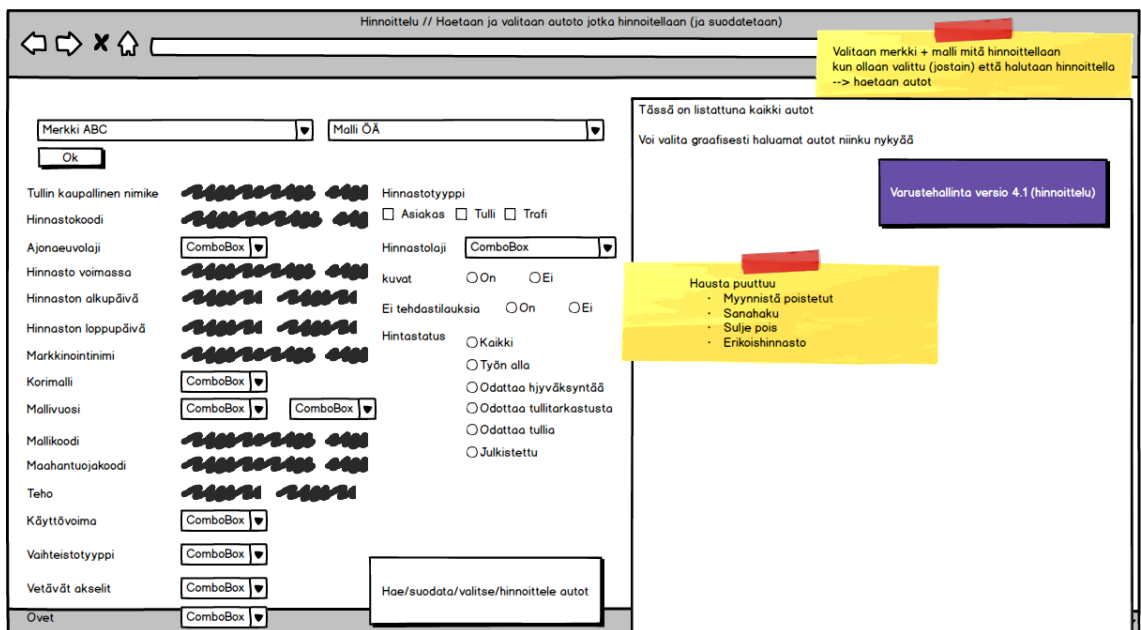 Hinnoittelu // Haetaan ja valitaan autoto jotka hinnoitellaan (ja suodatetaan)
Valitaan merkki + malli mitä hinnoitellaan
kun ollaan valittu (jostain) että halutaan hinnoitella
--> haetaan autot
Merkki ABC
Malli ÖÄ
Ok
Tullin kaupallinen nimike
Hinnastokoodi
Ajonaeuvolaji
ComboBox
Hinnasto voimassa
Hinnaston alkupäivä
Hinnaston loppupäivä
Markkinointinimi
Korimalli
ComboBox
Mallivuosi
ComboBox
ComboBox
Mallikoodi
Maahantuojakoodi
Teho
Käyttövoima
ComboBox
Vaihteistotyyppi
ComboBox
Vetävät akselit
ComboBox
Ovet
ComboBox
Hinnastotyyppi
Asiakas
Tulli
Trafi
Hinnastolaji
ComboBox
kuvat
On
Ei
Ei tehdastilauksia
On
Ei
Hintastatus
Kaikki
Työn alla
Odattaa hjyväksyntää
Odottaa tullitarkastusta
Odattaa tullia
Julkistettu
Hae/suodata/valitse/hinnoittele autot
Tässä on listattuna kaikki autot
Voi valita graafisesti haluamat autot niinku nykyää
Varustehallinta versio 4.1 (hinnoittelu)
Hausta puuttuu
· Myynnistä poistetut
· Sanahaku
· Sulje pois
· Erikoishinnasto